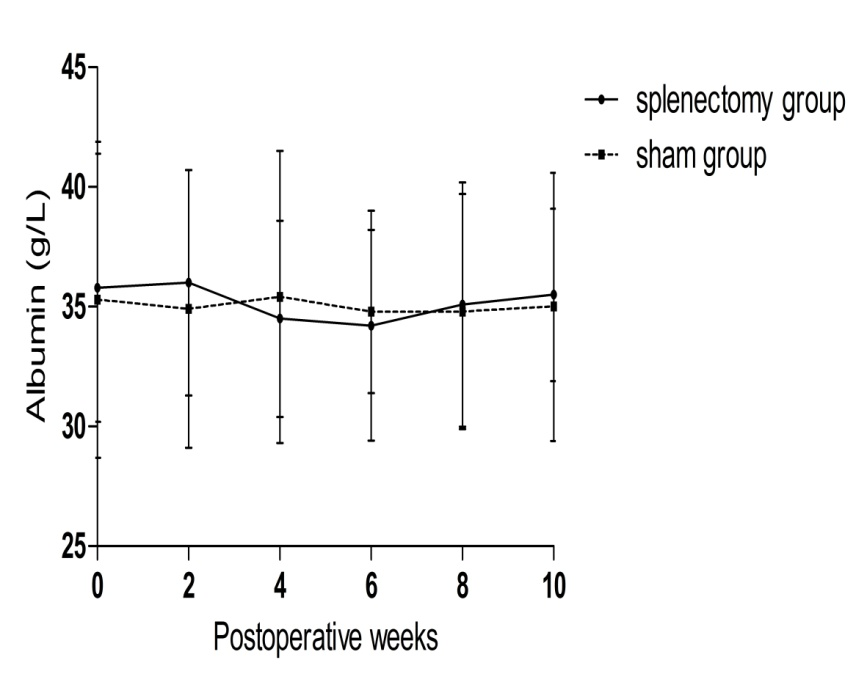 45
40
35
30
25
Albumin (g/L)
0 2 4 6 8 10
Postoperative weeks
splenectomy group
sham group